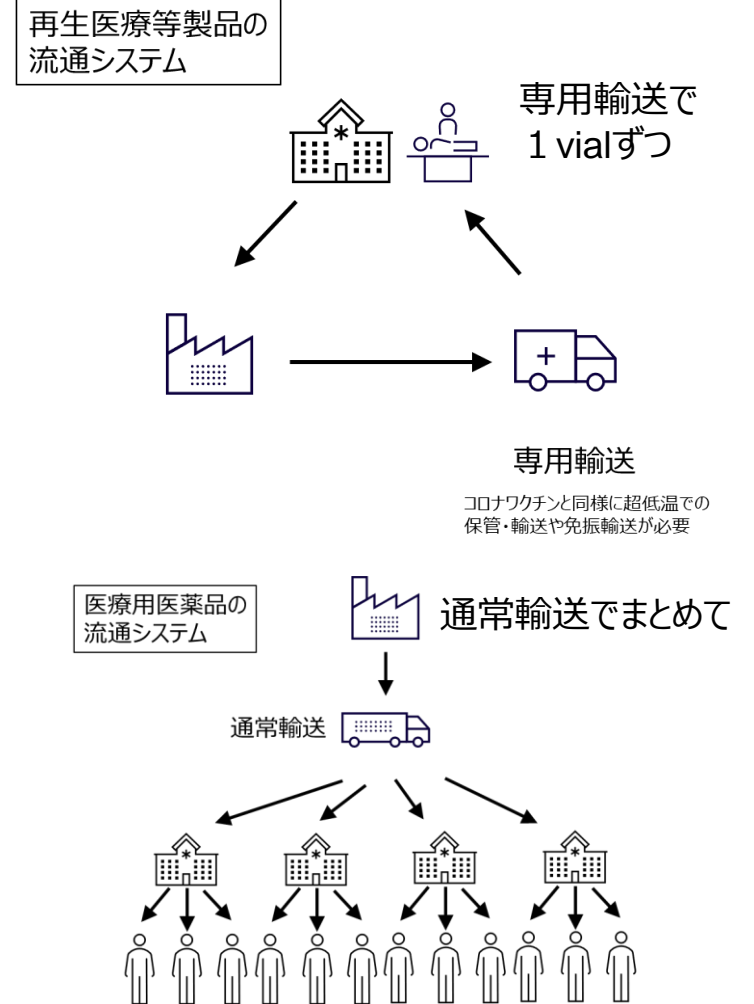 再生医療等製品の
流通システム
専用輸送で
１vialずつ
専用輸送
コロナワクチンと同様に超低温での
保管・輸送や免振輸送が必要
医療用医薬品の
流通システム
通常輸送でまとめて
通常輸送